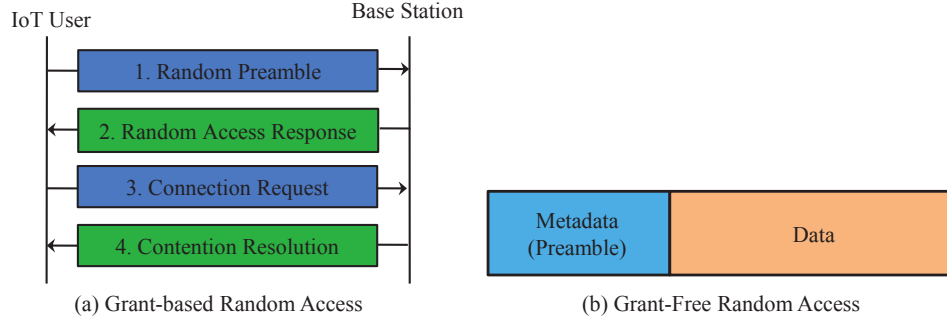 IoT User
Base Station
1. Random Preamble
2. Random Access Response
3. Connection Request
4. Contention Resolution
(a) Grant-based Random Access
Metadata
(Preamble)
Data
(b) Grant-Free Random Access